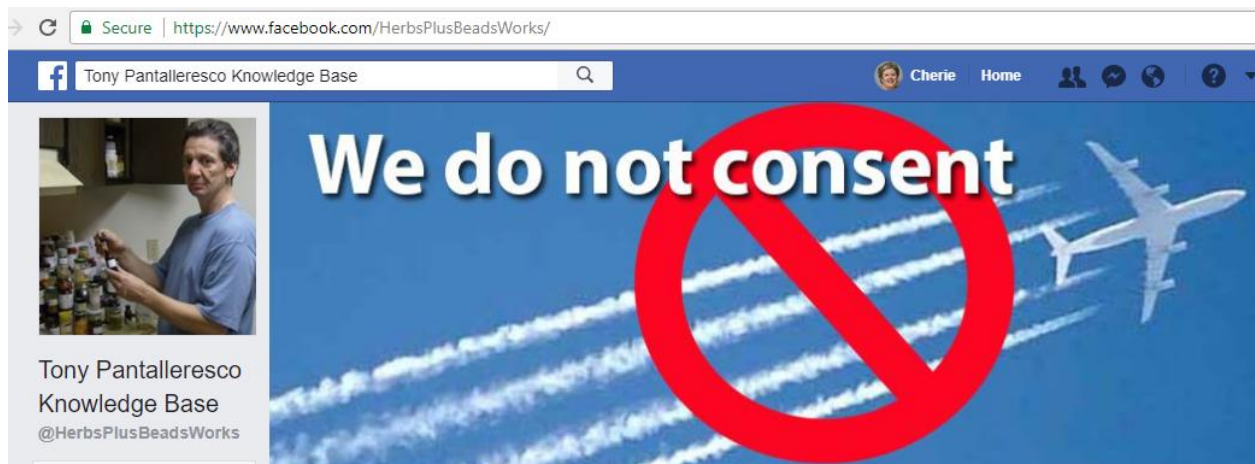 Secure | https://www.facebook.com/HerbsPlusBeadsWorks/
f Tony Pantalleresco Knowledge Base Cherie Home ?
We do not consent
Tony Pantalleresco
Knowledge Base
@HerbsPlusBeadsWorks